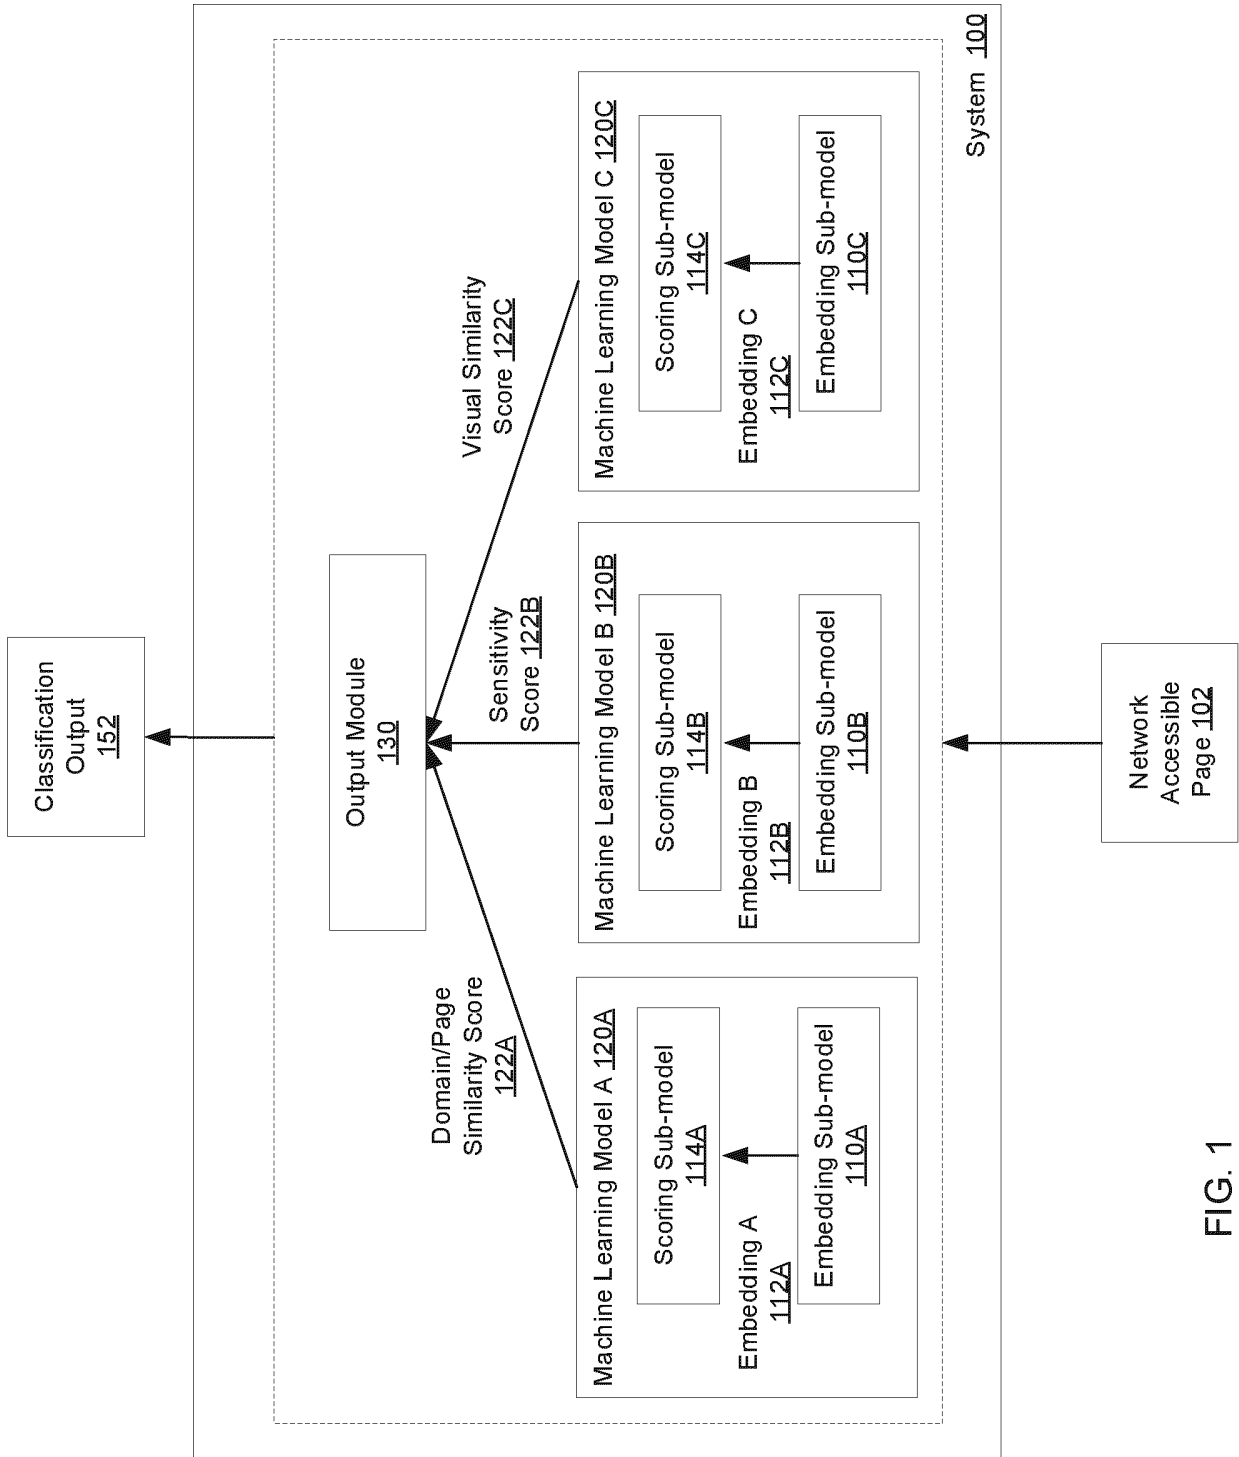 Classification
Output
152
Output Module
130
Domain/Page
Similarity Score
122A
Sensitivity
Score 122B
Visual Similarity
Score 122C
Machine Learning Model A 120A
Scoring Sub-model
114A
Embedding A
112A
Embedding Sub-model
110A
Machine Learning Model B 120B
Scoring Sub-model
114B
Embedding B
112B
Embedding Sub-model
110B
Machine Learning Model C 120C
Scoring Sub-model
114C
Embedding C
112C
Embedding Sub-model
110C
System 100
Network
Accessible
Page 102
FIG. 1